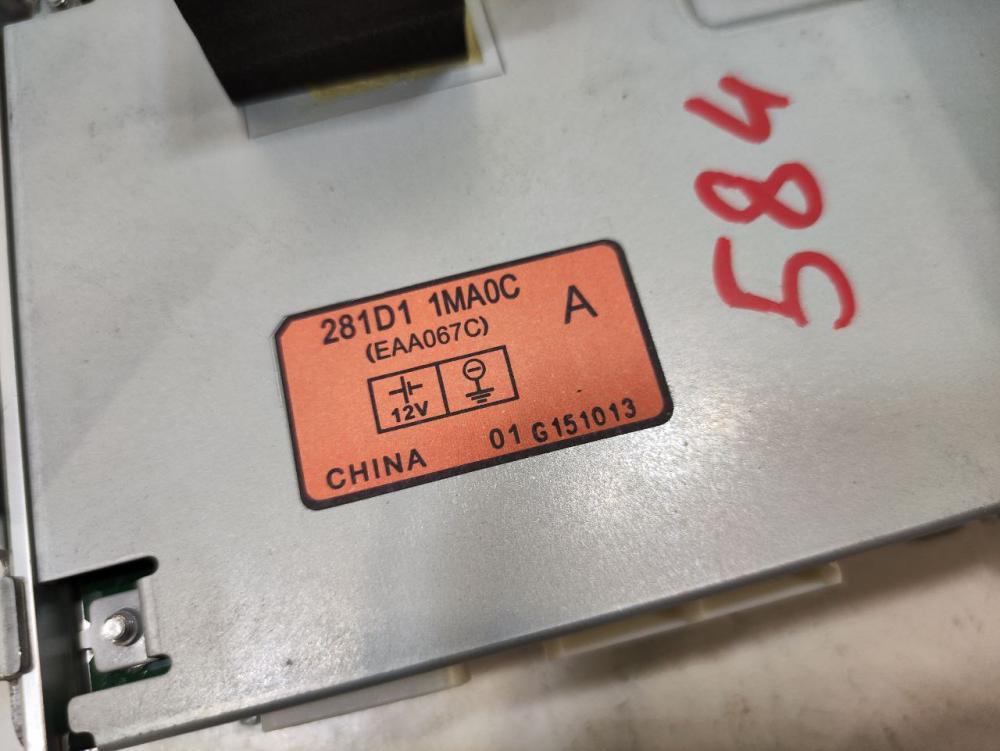 281D1 1MA0C
(EAA067C)
A
12V
CHINA
01 G151013
584